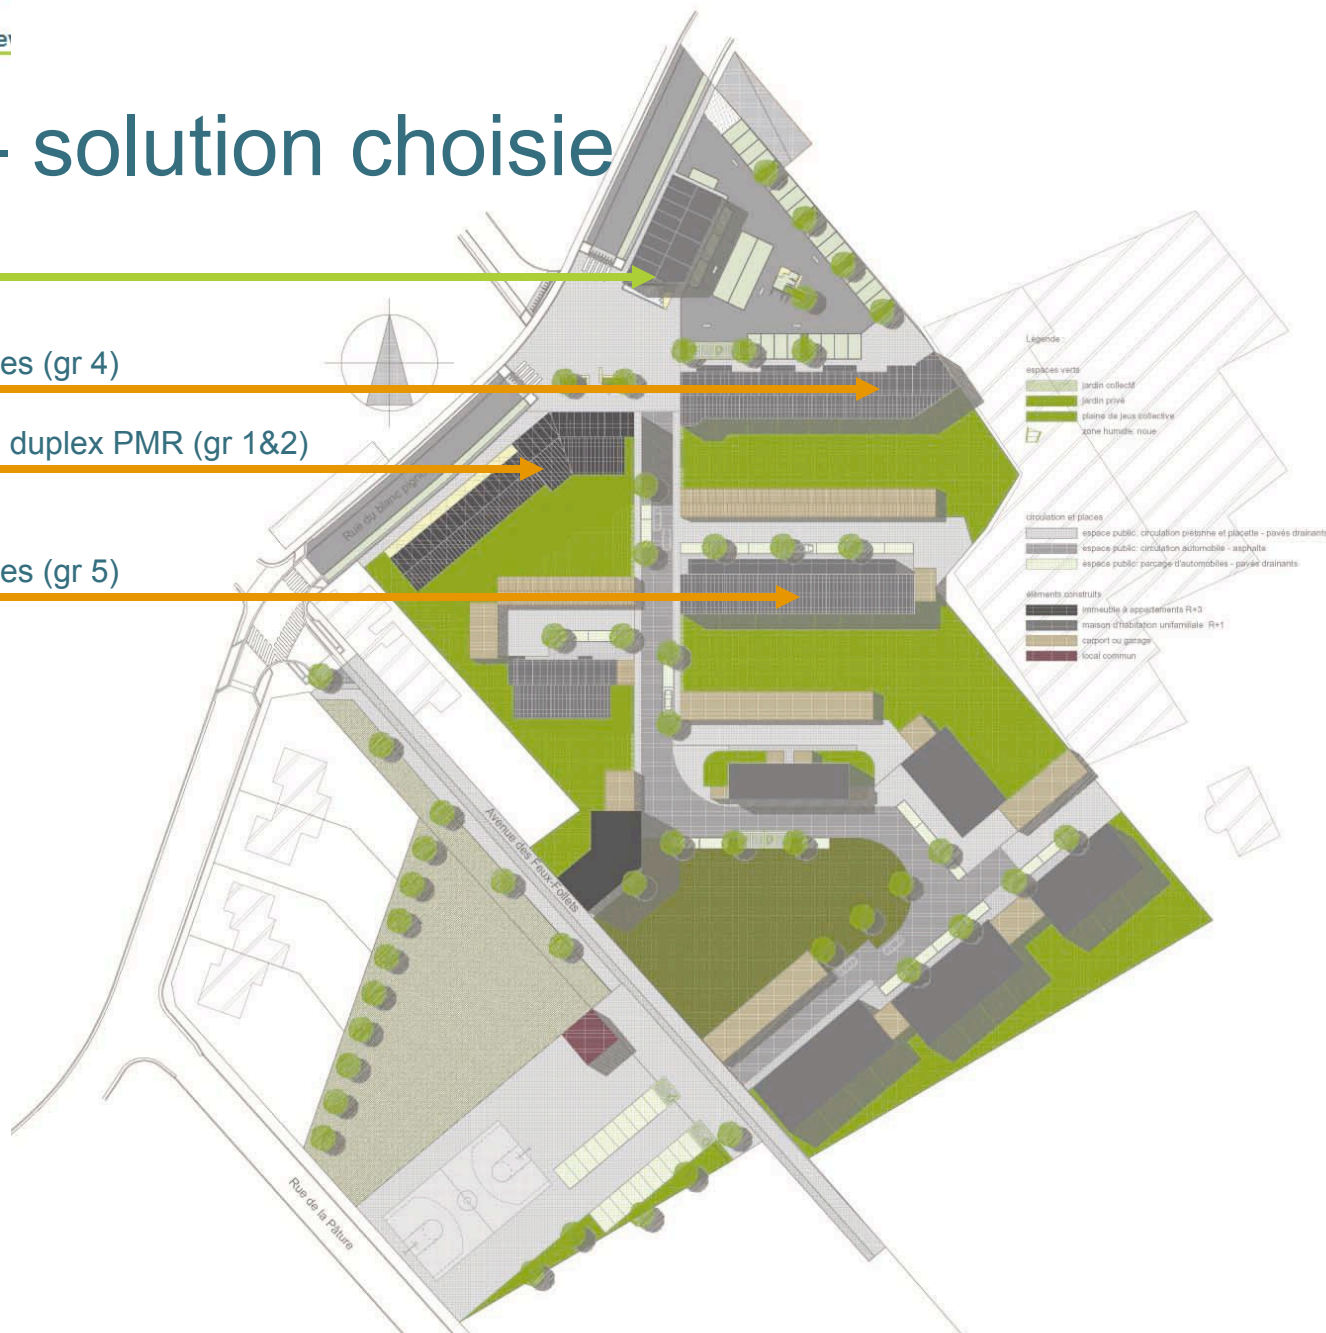 - solution choisie
es (gr 4)
duplex PMR (gr 1&2)
es (gr 5)
Rue du blanc
Avenue des Feux-Follets
Rue de la Pâture
Légende :
espaces verts
jardin collectif
jardin privé
plaine de jeux collective
zone humide: noue
circulation et places
espace public: circulation piétonne et placette - pavés drainants
espace public: circulation automobile - asphalte
espace public: parcage d'automobiles - pavés drainants
éléments construits
immeuble à appartements R+3
maison d'habitation unifamiliale R+1
carport ou garage
local commun